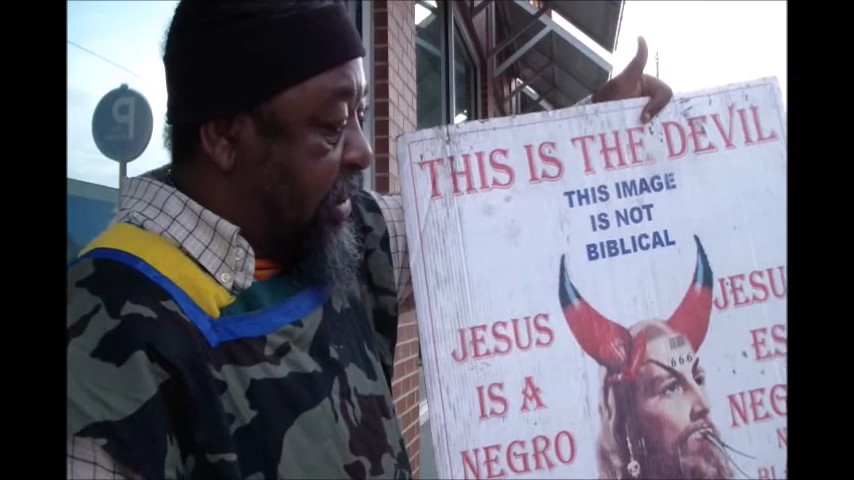 THIS IS THE DEVIL
THIS IMAGE
IS NOT
BIBLICAL
JESUS
IS A
NEGRO
666
JESUS
ES
NEG